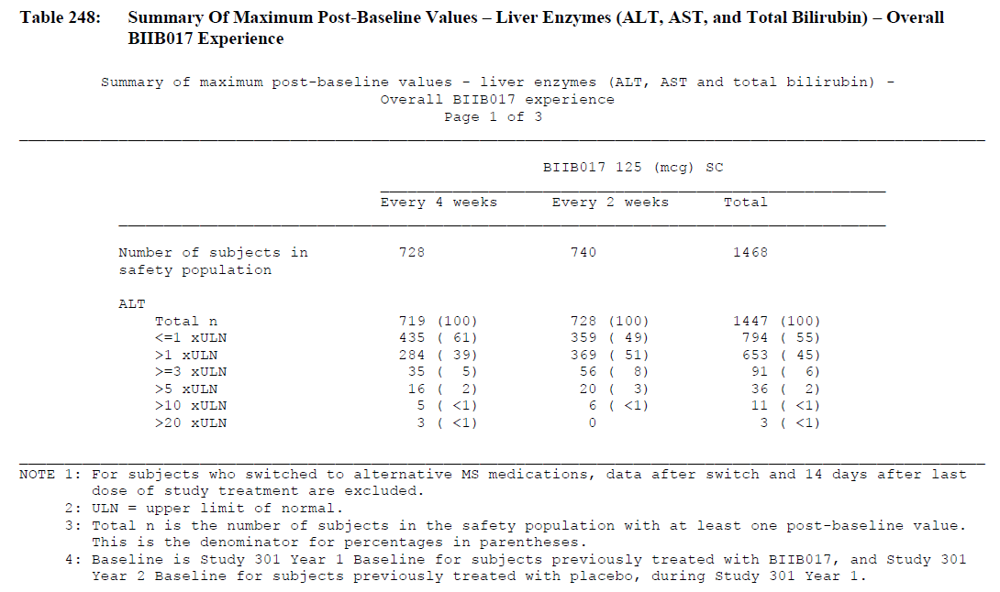 Table 248: Summary Of Maximum Post-Baseline Values – Liver Enzymes (ALT, AST, and Total Bilirubin) – Overall
BIIB017 Experience
Summary of maximum post-baseline values - liver enzymes (ALT, AST and total bilirubin) -
Overall BIIB017 experience
Page 1 of 3
BIIB017 125 (mcg) SC
Every 4 weeks Every 2 weeks Total
Number of subjects in 728 740 1468
safety population
ALT
Total n 719 (100) 728 (100) 1447 (100)
<=1 xULN 435 ( 61) 359 ( 49) 794 ( 55)
>1 xULN 284 ( 39) 369 ( 51) 653 ( 45)
>=3 xULN 35 ( 5) 56 ( 8) 91 ( 6)
>5 xULN 16 ( 2) 20 ( 3) 36 ( 2)
>10 xULN 5 ( <1) 6 ( <1) 11 ( <1)
>20 xULN 3 ( <1) 0 3 ( <1)
NOTE 1: For subjects who switched to alternative MS medications, data after switch and 14 days after last
dose of study treatment are excluded.
2: ULN = upper limit of normal.
3: Total n is the number of subjects in the safety population with at least one post-baseline value.
This is the denominator for percentages in parentheses.
4: Baseline is Study 301 Year 1 Baseline for subjects previously treated with BIIB017, and Study 301
Year 2 Baseline for subjects previously treated with placebo, during Study 301 Year 1.